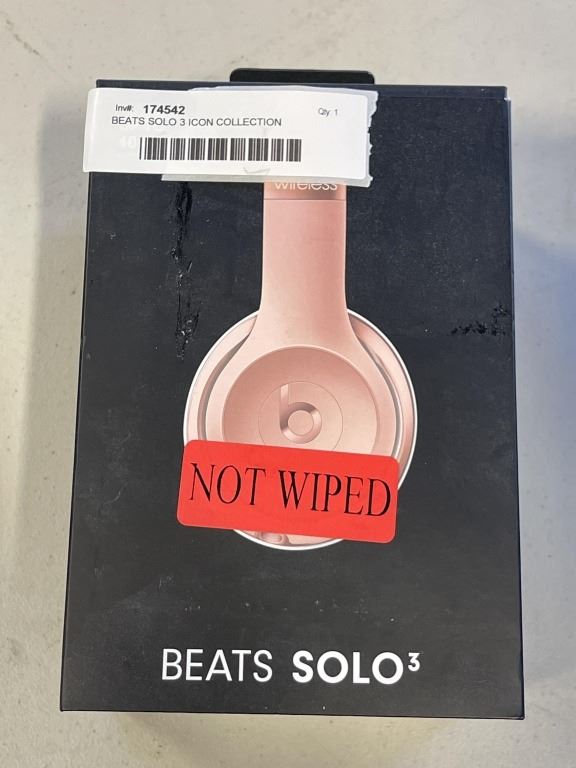 Inv#: 174542 Qty: 1
BEATS SOLO 3 ICON COLLECTION
wireless
b
NOT WIPED
BEATS SOLO³